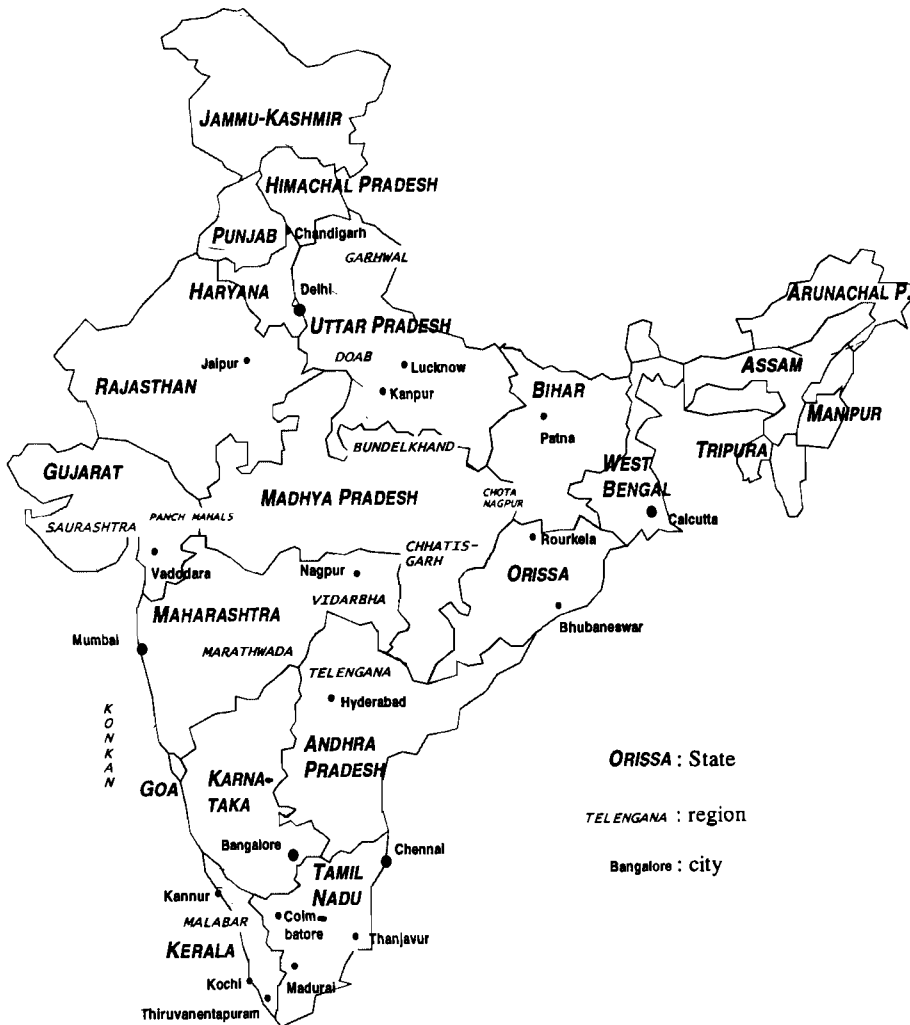 JAMMU-KASHMIR
HIMACHAL PRADESH
PUNJAB
Chandigarh
GARHWAL
HARYANA
Delhi
ARUNACHAL P.
UTTAR PRADESH
DOAB
Lucknow
Jaipur
ASSAM
RAJASTHAN
Kanpur
BIHAR
MANIPUR
Patna
BUNDELKHAND
TRIPURA
GUJARAT
WEST
BENGAL
MADHYA PRADESH
CHOTA
NAGPUR
PANCH MAHALS
SAURASHTRA
Calcutta
Rourkela
CHHATIS-
GARH
Vadodara
Nagpur
ORISSA
VIDARBHA
MAHARASHTRA
Bhubaneswar
Mumbai
MARATHWADA
TELENGANA
Hyderabad
KONKAN
ANDHRA
PRADESH
ORISSA : State
GOA
KARNA-
TAKA
TELENGANA : region
Bangalore
Chennai
Bangalore : city
TAMIL
NADU
Kannur
MALABAR
Coim-
batore
Thanjavur
KERALA
Kochi
Madurai
Thiruvanentapuram